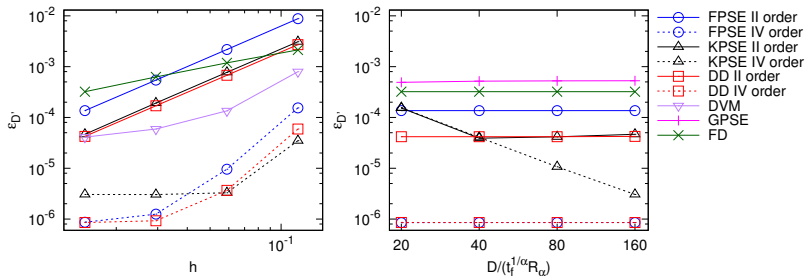 10⁻² 10⁻³ 10⁻⁴ 10⁻⁵ 10⁻⁶
ε_D'
10⁻¹
h
10⁻² 10⁻³ 10⁻⁴ 10⁻⁵ 10⁻⁶
ε_D'
20 40 80 160
D/(t_f^{1/α} R_α)
FPSE II order
FPSE IV order
KPSE II order
KPSE IV order
DD II order
DD IV order
DVM
GPSE
FD